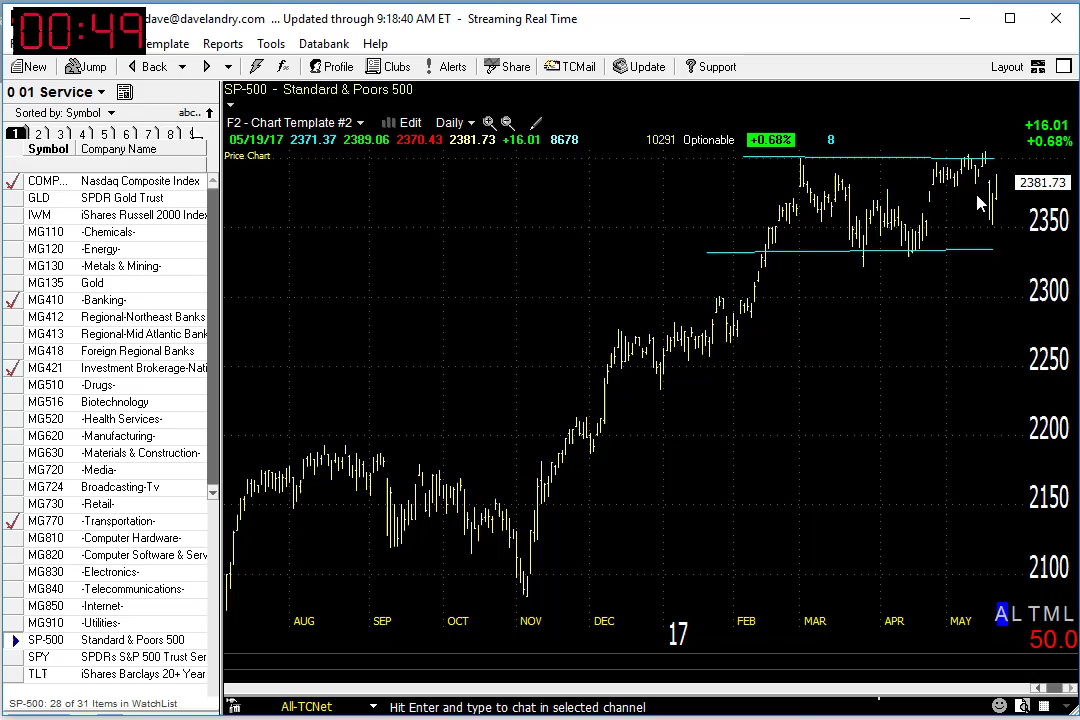 00:49
dave@davelandry.com ... Updated through 9:18:40 AM ET - Streaming Real Time
emplate Reports Tools Databank Help
New Jump Back Profile Clubs Alerts Share TCMail Update Support Layout
0 01 Service
Sorted by: Symbol abc..
1 2 3 4 5 6 7 8
Symbol Company Name
COMP... Nasdaq Composite Index
GLD SPDR Gold Trust
IWM iShares Russell 2000 Index
MG110 -Chemicals-
MG120 -Energy-
MG130 -Metals & Mining-
MG135 Gold
MG410 -Banking-
MG412 Regional-Northeast Banks
MG413 Regional-Mid Atlantic Bank
MG418 Foreign Regional Banks
MG421 Investment Brokerage-Nati
MG510 -Drugs-
MG516 Biotechnology
MG520 -Health Services-
MG620 -Manufacturing-
MG630 -Materials & Construction-
MG720 -Media-
MG724 Broadcasting-Tv
MG730 -Retail-
MG770 -Transportation-
MG810 -Computer Hardware-
MG820 -Computer Software & Serv
MG830 -Electronics-
MG840 -Telecommunications-
MG850 -Internet-
MG910 -Utilities-
SP-500 Standard & Poors 500
SPY SPDRs S&P 500 Trust Ser
TLT iShares Barclays 20+ Year
SP-500: 28 of 31 Items in WatchList
SP-500 - Standard & Poors 500
F2 - Chart Template #2 Edit Daily
05/19/17 2371.37 2389.06 2370.43 2381.73 +16.01 8678 10291 Optionable +0.68% 8
+16.01
+0.68%
Price Chart
2381.73
2350
2300
2250
2200
2150
2100
AUG SEP OCT NOV DEC 17 FEB MAR APR MAY
A L T M L
50.0
All-TCNet Hit Enter and type to chat in selected channel